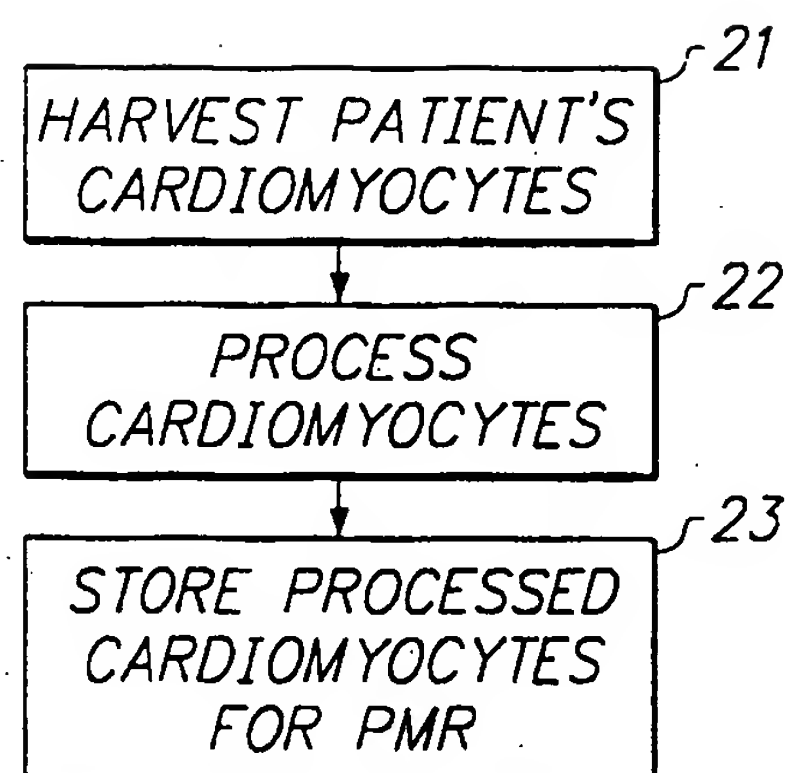 21
HARVEST PATIENT'S
CARDIOMYOCYTES
22
PROCESS
CARDIOMYOCYTES
23
STORE PROCESSED
CARDIOMYOCYTES
FOR PMR